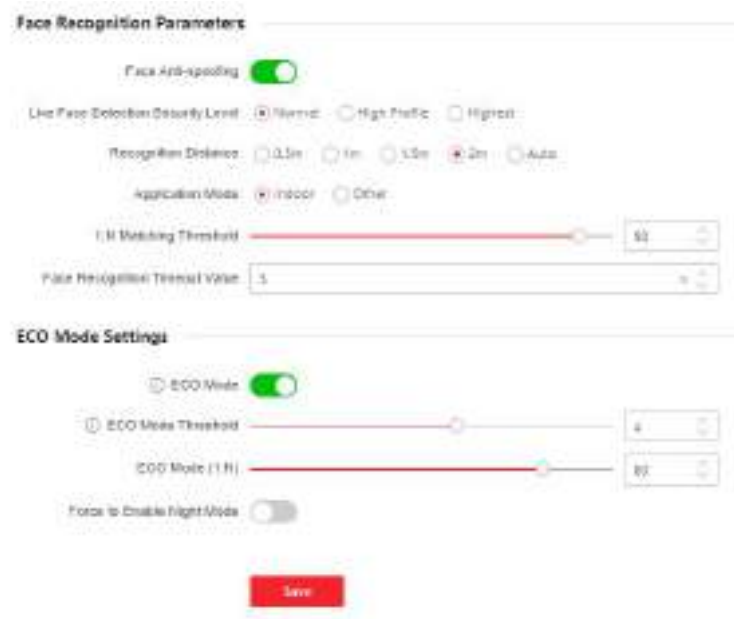 Face Recognition Parameters
Face Anti-spoofing
Live Face Detection Security Level Normal High Profile Highest
Recognition Distance 0.5m 1m 1.5m 2m Auto
Application Mode Indoor Other
1:N Matching Threshold
Face Recognition Timeout Value 5 s
ECO Mode Settings
ECO Mode
ECO Mode Threshold 4
ECO Mode (1:N)
Force to Enable Night Mode
Save